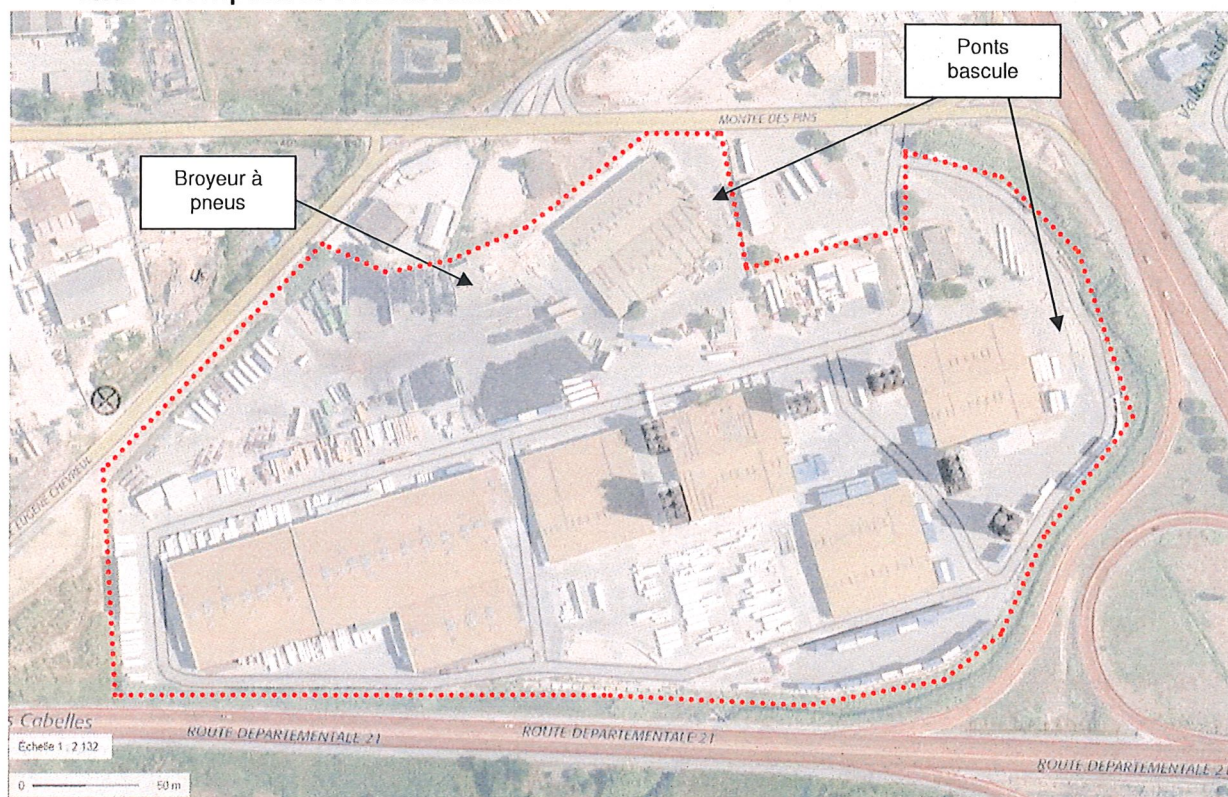 Ponts
bascule
Vallon Neuf
MONTEE DES PINS
Broyeur à
pneus
EUGENE CHEVREUL
s Cabelles
ROUTE DEPARTEMENTALE 21
ROUTE DEPARTEMENTALE 21
Echelle 1 : 2 132
ROUTE DEPARTEMENTALE 2
0
50 m